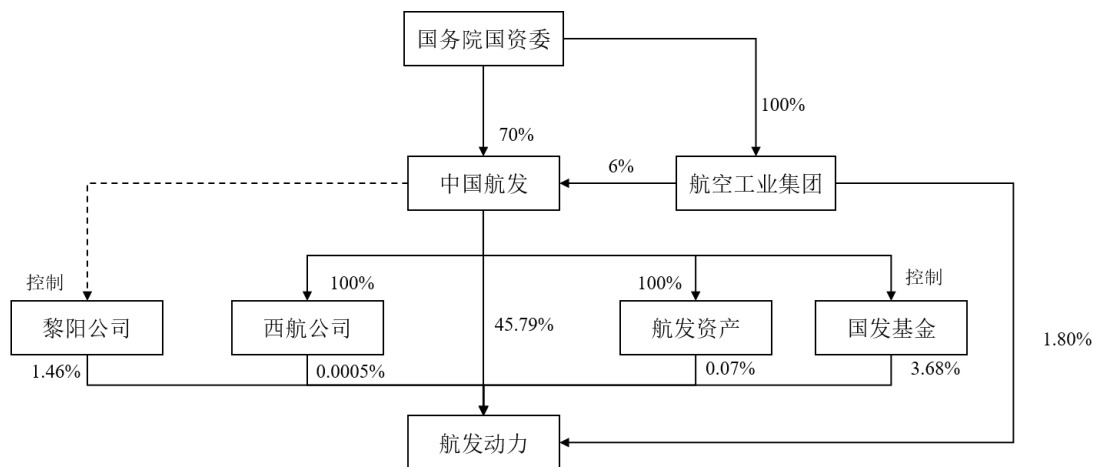 国务院国资委
100%
70%
6%
中国航发
航空工业集团
控制
100%
100%
控制
黎阳公司
西航公司
45.79%
航发资产
国发基金
1.80%
1.46%
0.0005%
0.07%
3.68%
航发动力